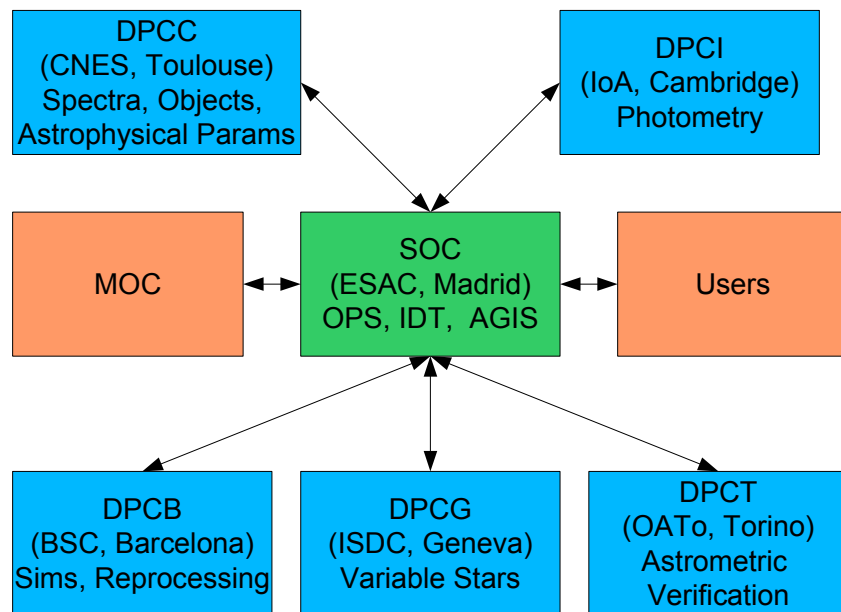 DPCC
(CNES, Toulouse)
Spectra, Objects,
Astrophysical Params
DPCI
(IoA, Cambridge)
Photometry
MOC
SOC
(ESAC, Madrid)
OPS, IDT, AGIS
Users
DPCB
(BSC, Barcelona)
Sims, Reprocessing
DPCG
(ISDC, Geneva)
Variable Stars
DPCT
(OATo, Torino)
Astrometric
Verification